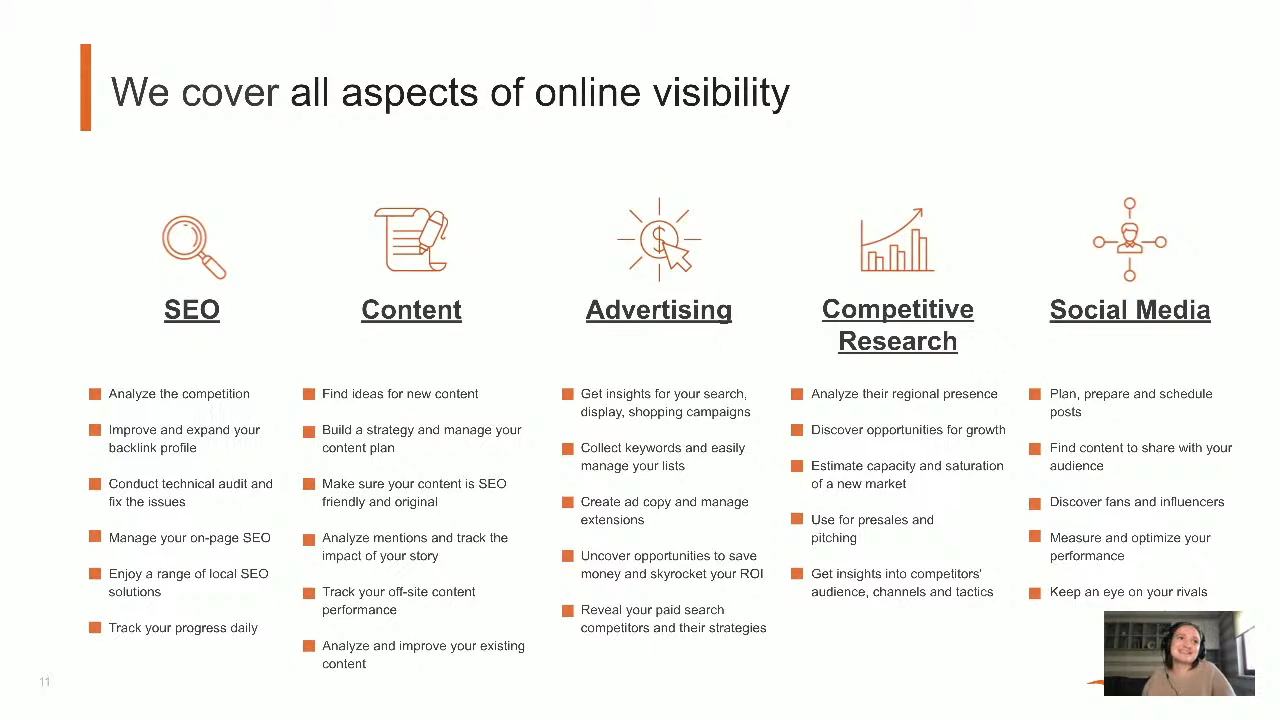 We cover all aspects of online visibility
SEO
Analyze the competition
Improve and expand your
backlink profile
Conduct technical audit and
fix the issues
Manage your on-page SEO
Enjoy a range of local SEO
solutions
Track your progress daily
Content
Find ideas for new content
Build a strategy and manage your
content plan
Make sure your content is SEO
friendly and original
Analyze mentions and track the
impact of your story
Track your off-site content
performance
Analyze and improve your existing
content
Advertising
Get insights for your search,
display, shopping campaigns
Collect keywords and easily
manage your lists
Create ad copy and manage
extensions
Uncover opportunities to save
money and skyrocket your ROI
Reveal your paid search
competitors and their strategies
Competitive
Research
Analyze their regional presence
Discover opportunities for growth
Estimate capacity and saturation
of a new market
Use for presales and
pitching
Get insights into competitors'
audience, channels and tactics
Social Media
Plan, prepare and schedule
posts
Find content to share with your
audience
Discover fans and influencers
Measure and optimize your
performance
Keep an eye on your rivals
11